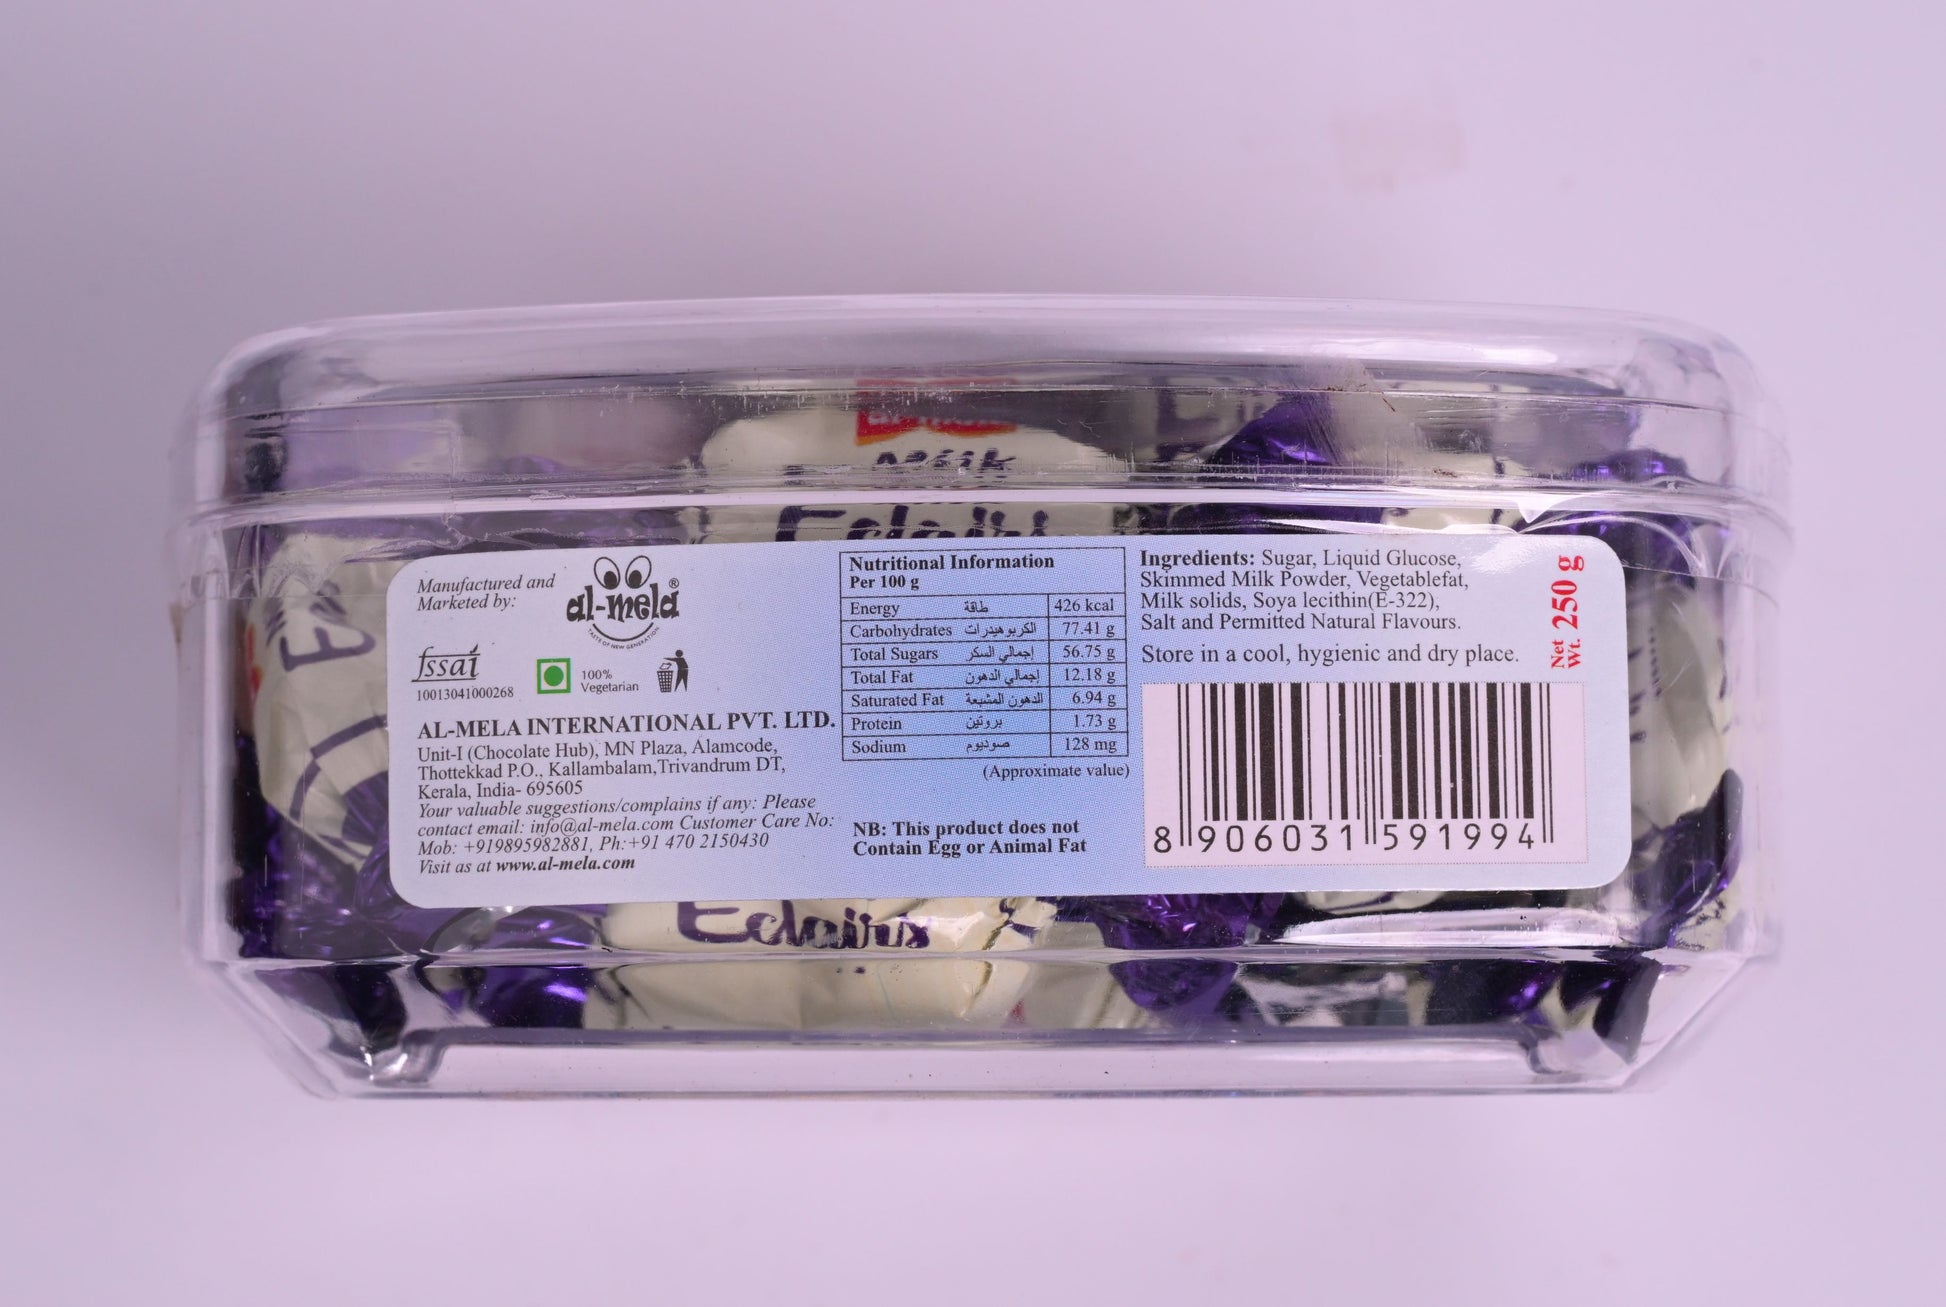 Milk
Eclairs
Manufactured and
Marketed by:
al-mela®
TASTE OF NEW GENERATION
fssai
10013041000268
100%
Vegetarian
AL-MELA INTERNATIONAL PVT. LTD.
Unit-I (Chocolate Hub), MN Plaza, Alamcode,
Thottekkad P.O., Kallambalam,Trivandrum DT,
Kerala, India- 695605
Your valuable suggestions/complains if any: Please
contact email: info@al-mela.com Customer Care No:
Mob: +919895982881, Ph:+91 470 2150430
Visit as at www.al-mela.com
Nutritional Information
Per 100 g
Energy طاقة 426 kcal
Carbohydrates الكربوهيدرات 77.41 g
Total Sugars إجمالي السكر 56.75 g
Total Fat إجمالي الدهون 12.18 g
Saturated Fat الدهون المشبعة 6.94 g
Protein بروتين 1.73 g
Sodium صوديوم 128 mg
(Approximate value)
NB: This product does not
Contain Egg or Animal Fat
Ingredients: Sugar, Liquid Glucose,
Skimmed Milk Powder, Vegetablefat,
Milk solids, Soya lecithin(E-322),
Salt and Permitted Natural Flavours.
Store in a cool, hygienic and dry place.
Net
Wt. 250 g
8 906031 591994
Eclairs